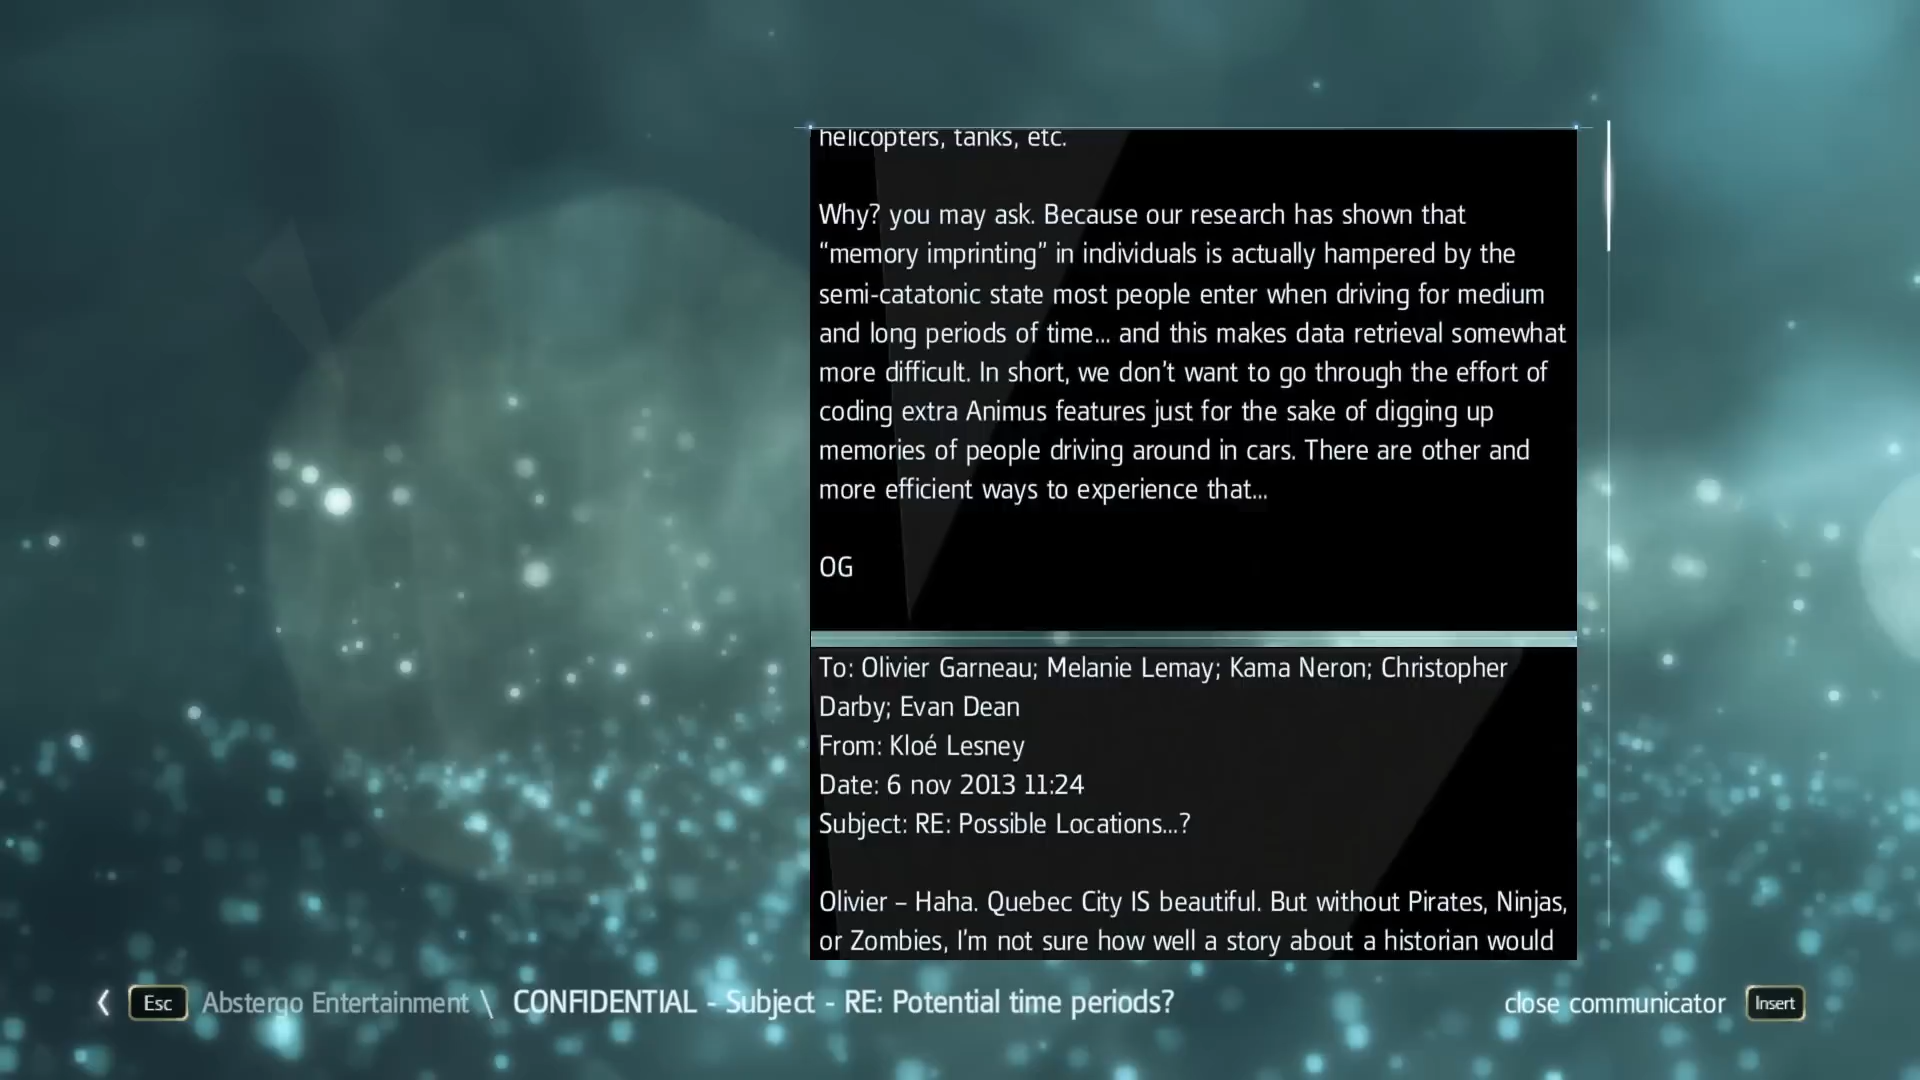 helicopters, tanks, etc.
Why? you may ask. Because our research has shown that
“memory imprinting” in individuals is actually hampered by the
semi-catatonic state most people enter when driving for medium
and long periods of time... and this makes data retrieval somewhat
more difficult. In short, we don't want to go through the effort of
coding extra Animus features just for the sake of digging up
memories of people driving around in cars. There are other and
more efficient ways to experience that...
OG
To: Olivier Garneau; Melanie Lemay; Kama Neron; Christopher
Darby; Evan Dean
From: Kloé Lesney
Date: 6 nov 2013 11:24
Subject: RE: Possible Locations...?
Olivier – Haha. Quebec City IS beautiful. But without Pirates, Ninjas,
or Zombies, I'm not sure how well a story about a historian would
Esc Abstergo Entertainment \ CONFIDENTIAL - Subject - RE: Potential time periods? close communicator Insert